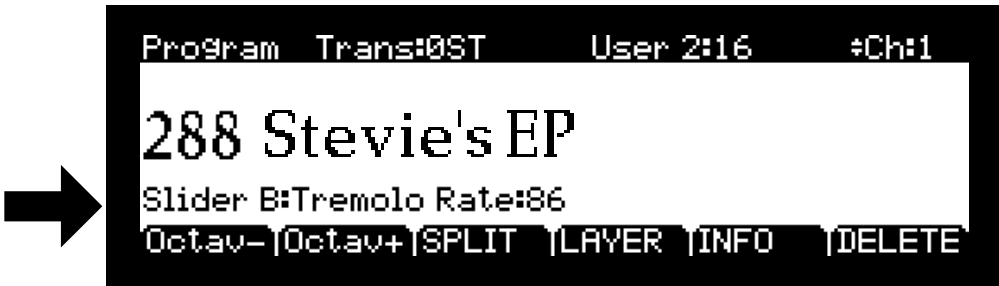 Program Trans:0ST User 2:16 ÷Ch:1
288 Stevie's EP
Slider B:Tremolo Rate:86
Octav- Octav+ SPLIT LAYER INFO DELETE